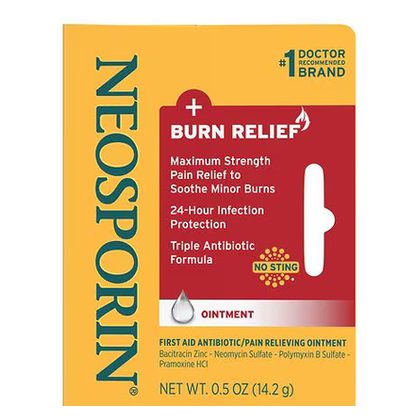 NEOSPORIN®
#1 DOCTOR
RECOMMENDED
BRAND
+ BURN RELIEF
Maximum Strength
Pain Relief to
Soothe Minor Burns
24-Hour Infection
Protection
Triple Antibiotic
Formula
NO STING
OINTMENT
FIRST AID ANTIBIOTIC/PAIN RELIEVING OINTMENT
Bacitracin Zinc - Neomycin Sulfate - Polymyxin B Sulfate -
Pramoxine HCl
NET WT. 0.5 OZ (14.2 g)